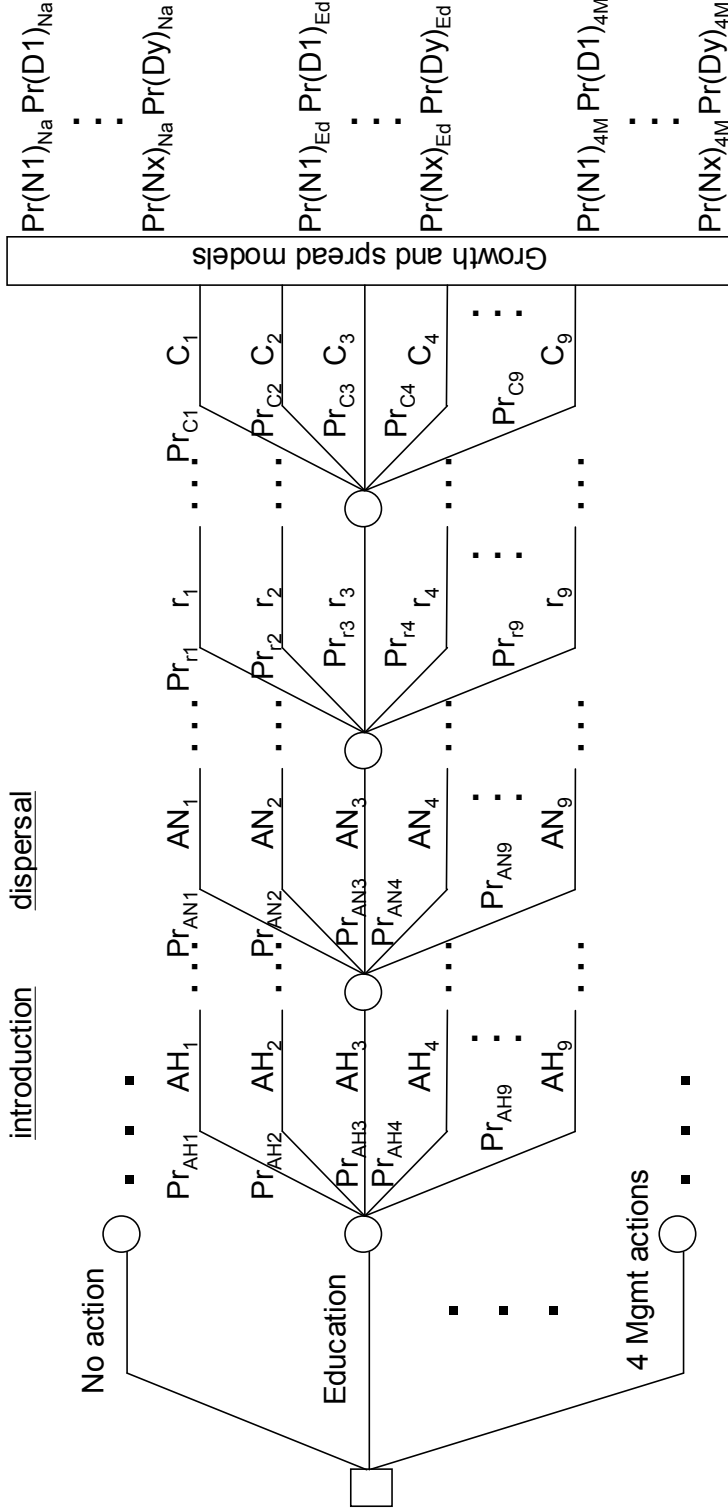 introduction
dispersal
No action
Education
4 Mgmt actions
Pr_AH1 AH_1
Pr_AH2 AH_2
Pr_AH3 AH_3
Pr_AH4 AH_4
Pr_AH9 AH_9
Pr_AN1 AN_1
Pr_AN2 AN_2
Pr_AN3 AN_3
Pr_AN4 AN_4
Pr_AN9 AN_9
Pr_r1 r_1
Pr_r2 r_2
Pr_r3 r_3
Pr_r4 r_4
Pr_r9 r_9
Pr_C1 C_1
Pr_C2 C_2
Pr_C3 C_3
Pr_C4 C_4
Pr_C9 C_9
Growth and spread models
Pr(N1)_Na Pr(D1)_Na
. . .
Pr(Nx)_Na Pr(Dy)_Na
Pr(N1)_Ed Pr(D1)_Ed
. . .
Pr(Nx)_Ed Pr(Dy)_Ed
Pr(N1)_4M Pr(D1)_4M
. . .
Pr(Nx)_4M Pr(Dy)_4M